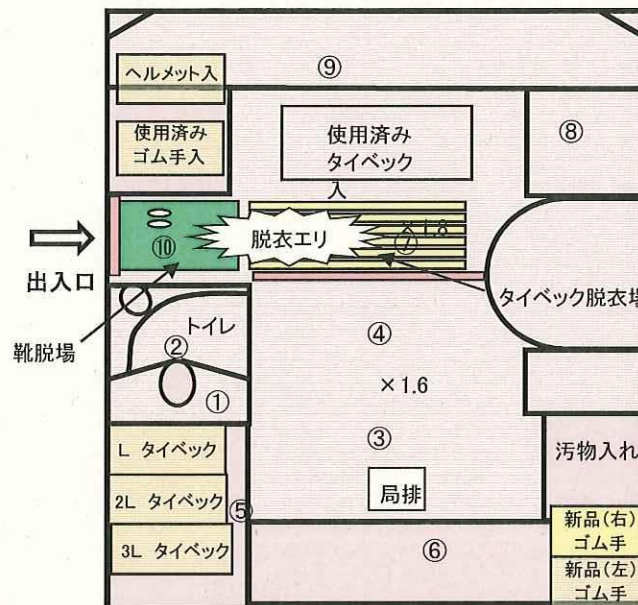 ヘルメット入
⑨
使用済み
ゴム手入
使用済み
タイベック
入
⑧
⑩
脱衣エリ
×1.8
⑦
出入口
タイベック脱衣場
靴脱場
トイレ
②
①
④
×1.6
③
局排
L タイベック
2L タイベック
3L タイベック
⑤
⑥
汚物入れ
新品(右)
ゴム手
新品(左)
ゴム手